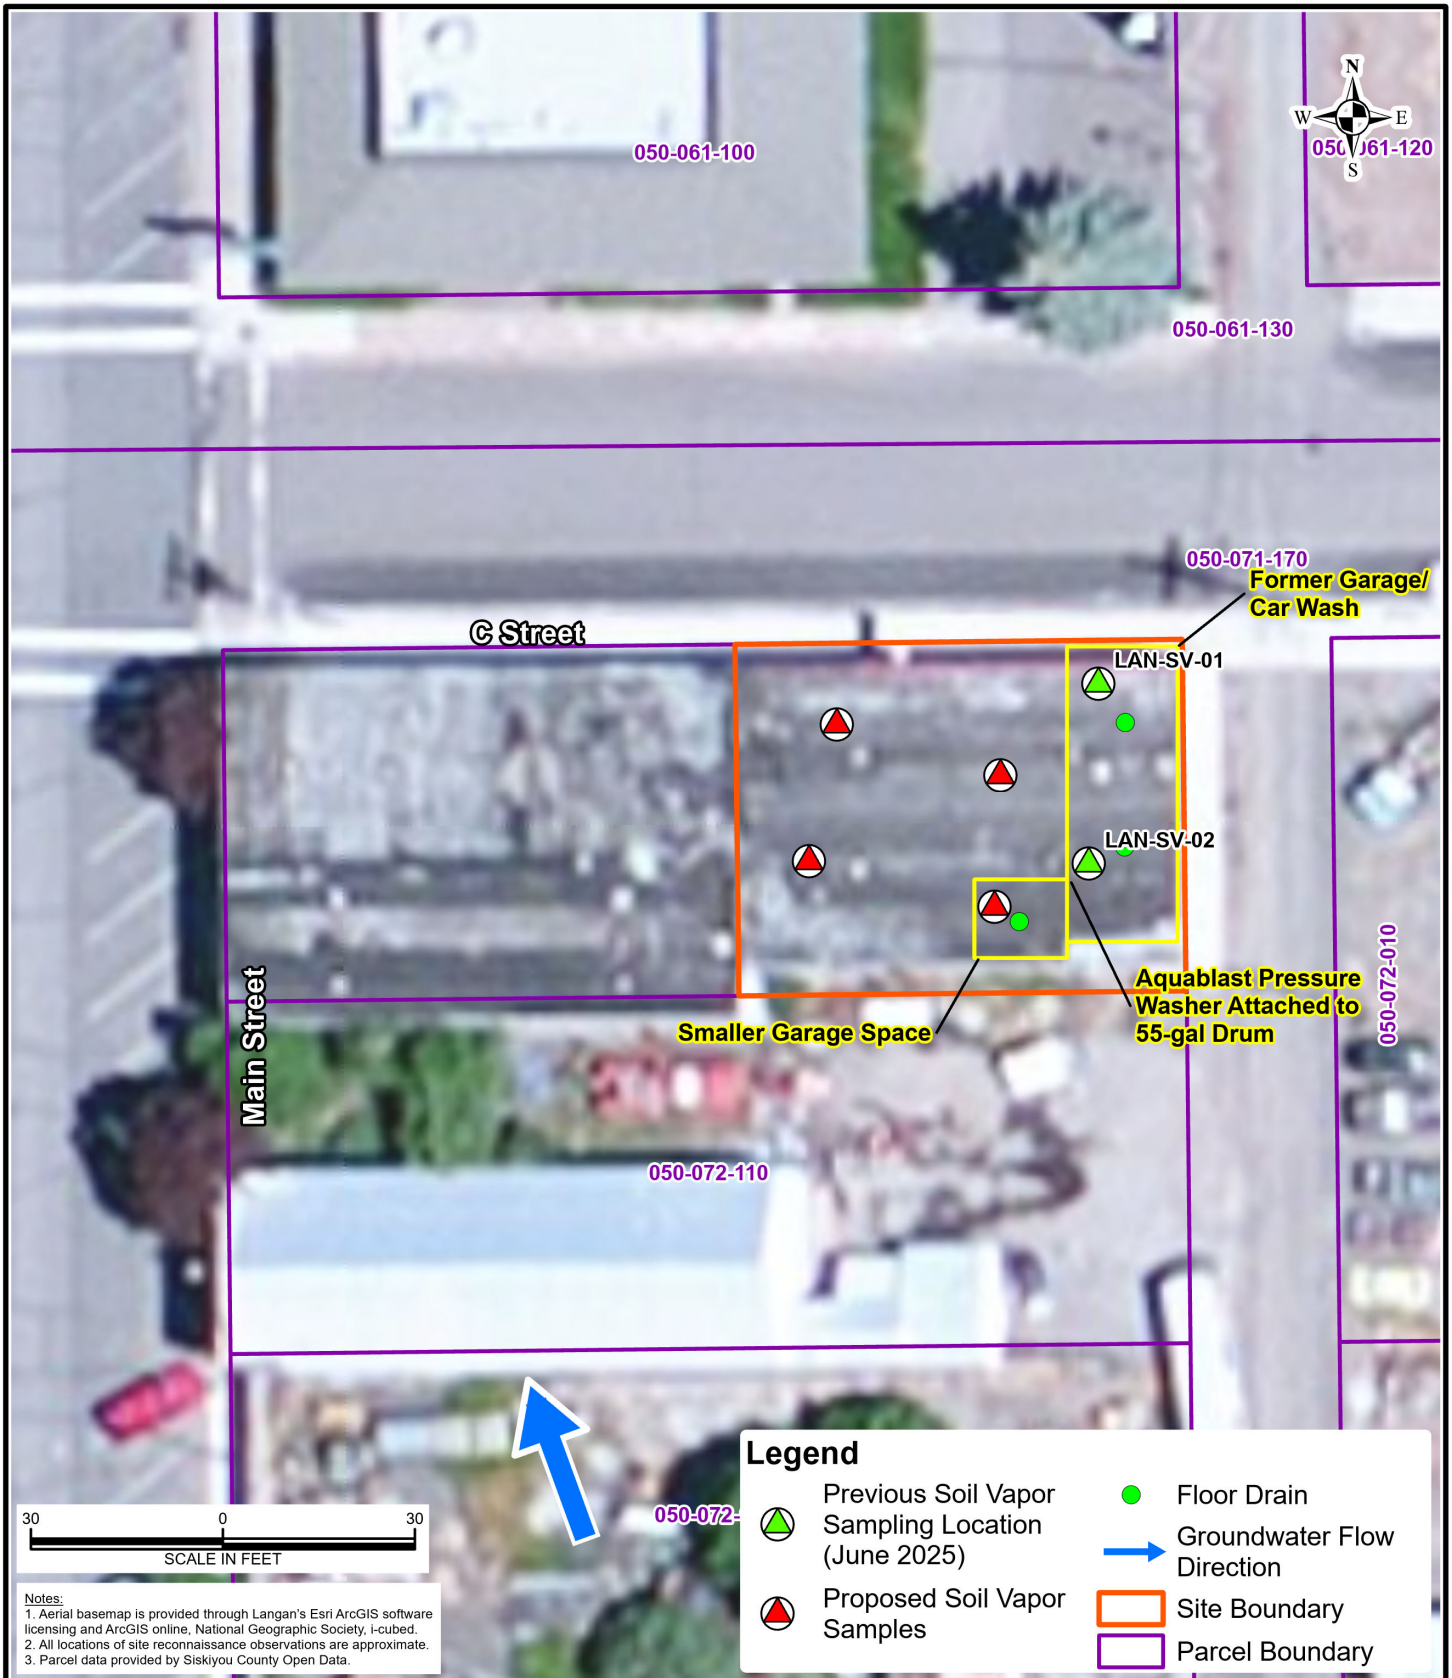 N
W E
S
050-061-100
050-061-120
050-061-130
050-071-170
Former Garage/
Car Wash
C Street
LAN-SV-01
LAN-SV-02
050-072-010
Main Street
Smaller Garage Space
Aquablast Pressure
Washer Attached to
55-gal Drum
050-072-110
050-072-
Legend
Previous Soil Vapor
Sampling Location
(June 2025)
Proposed Soil Vapor
Samples
Floor Drain
Groundwater Flow
Direction
Site Boundary
Parcel Boundary
30 0 30
SCALE IN FEET
Notes:
1. Aerial basemap is provided through Langan's Esri ArcGIS software
licensing and ArcGIS online, National Geographic Society, i-cubed.
2. All locations of site reconnaissance observations are approximate.
3. Parcel data provided by Siskiyou County Open Data.